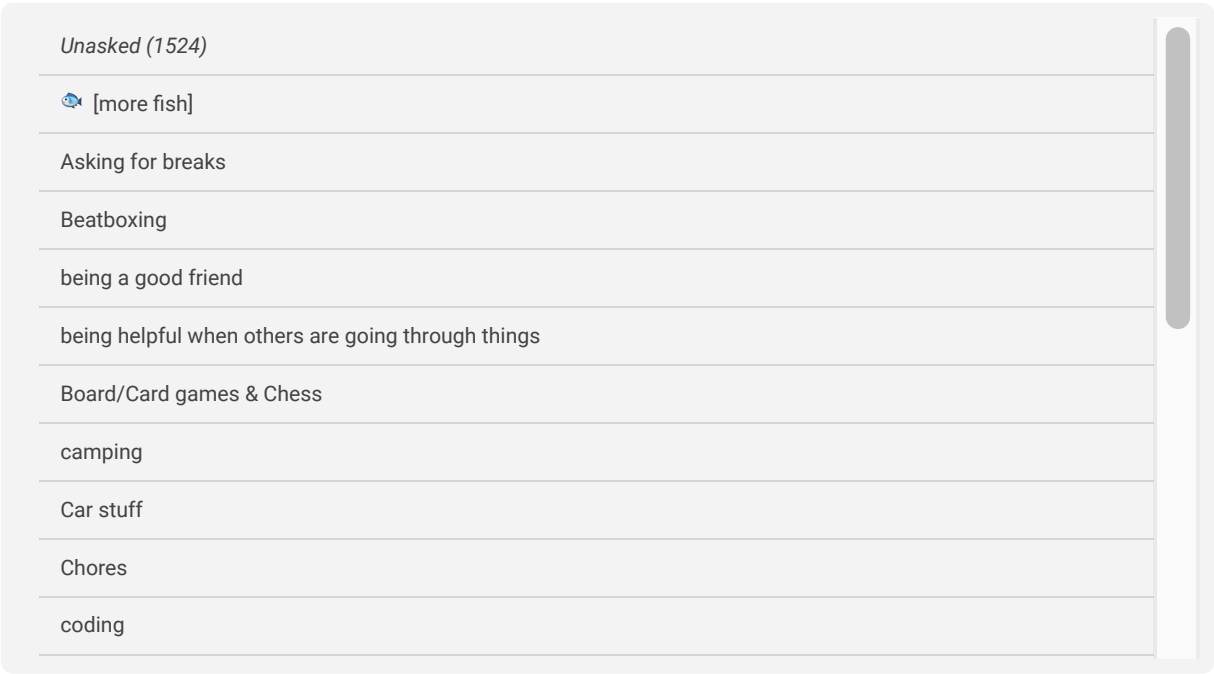 Unasked (1524)
🐟 [more fish]
Asking for breaks
Beatboxing
being a good friend
being helpful when others are going through things
Board/Card games & Chess
camping
Car stuff
Chores
coding